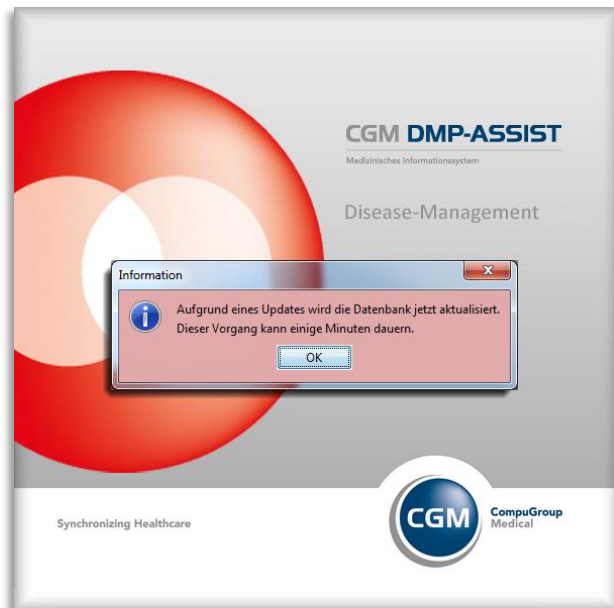 CGM DMP-ASSIST
Medizinisches Informationssystem
Disease-Management
Information
Aufgrund eines Updates wird die Datenbank jetzt aktualisiert.
Dieser Vorgang kann einige Minuten dauern.
OK
Synchronizing Healthcare
CGM
CompuGroup
Medical